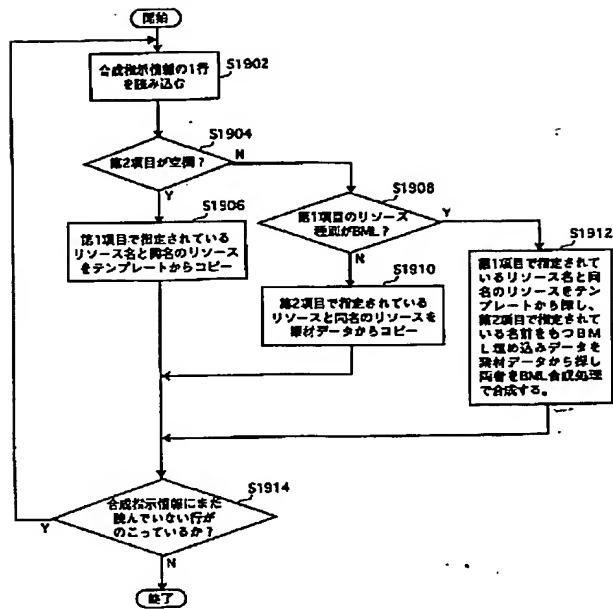 開始
合成指示情報の1行
を読み込む
S1902
第2項目が空欄?
S1904
Y
N
第1項目で指定されている
リソース名と同名のリソース
をテンプレートからコピー
S1906
第1項目のリソース
種別がBML?
S1908
Y
N
第2項目で指定されている
リソースと同名のリソースを
素材データからコピー
S1910
S1912
第1項目で指定されて
いるリソース名と同
名のリソースをテン
プレートから探し、
第2項目で指定されて
いる名前をもつBM
L埋め込みデータを
素材データから探し
両者をBML合成処理
で合成する。
合成指示情報にまだ
読んでいない行が
のこっているか?
S1914
Y
N
終了